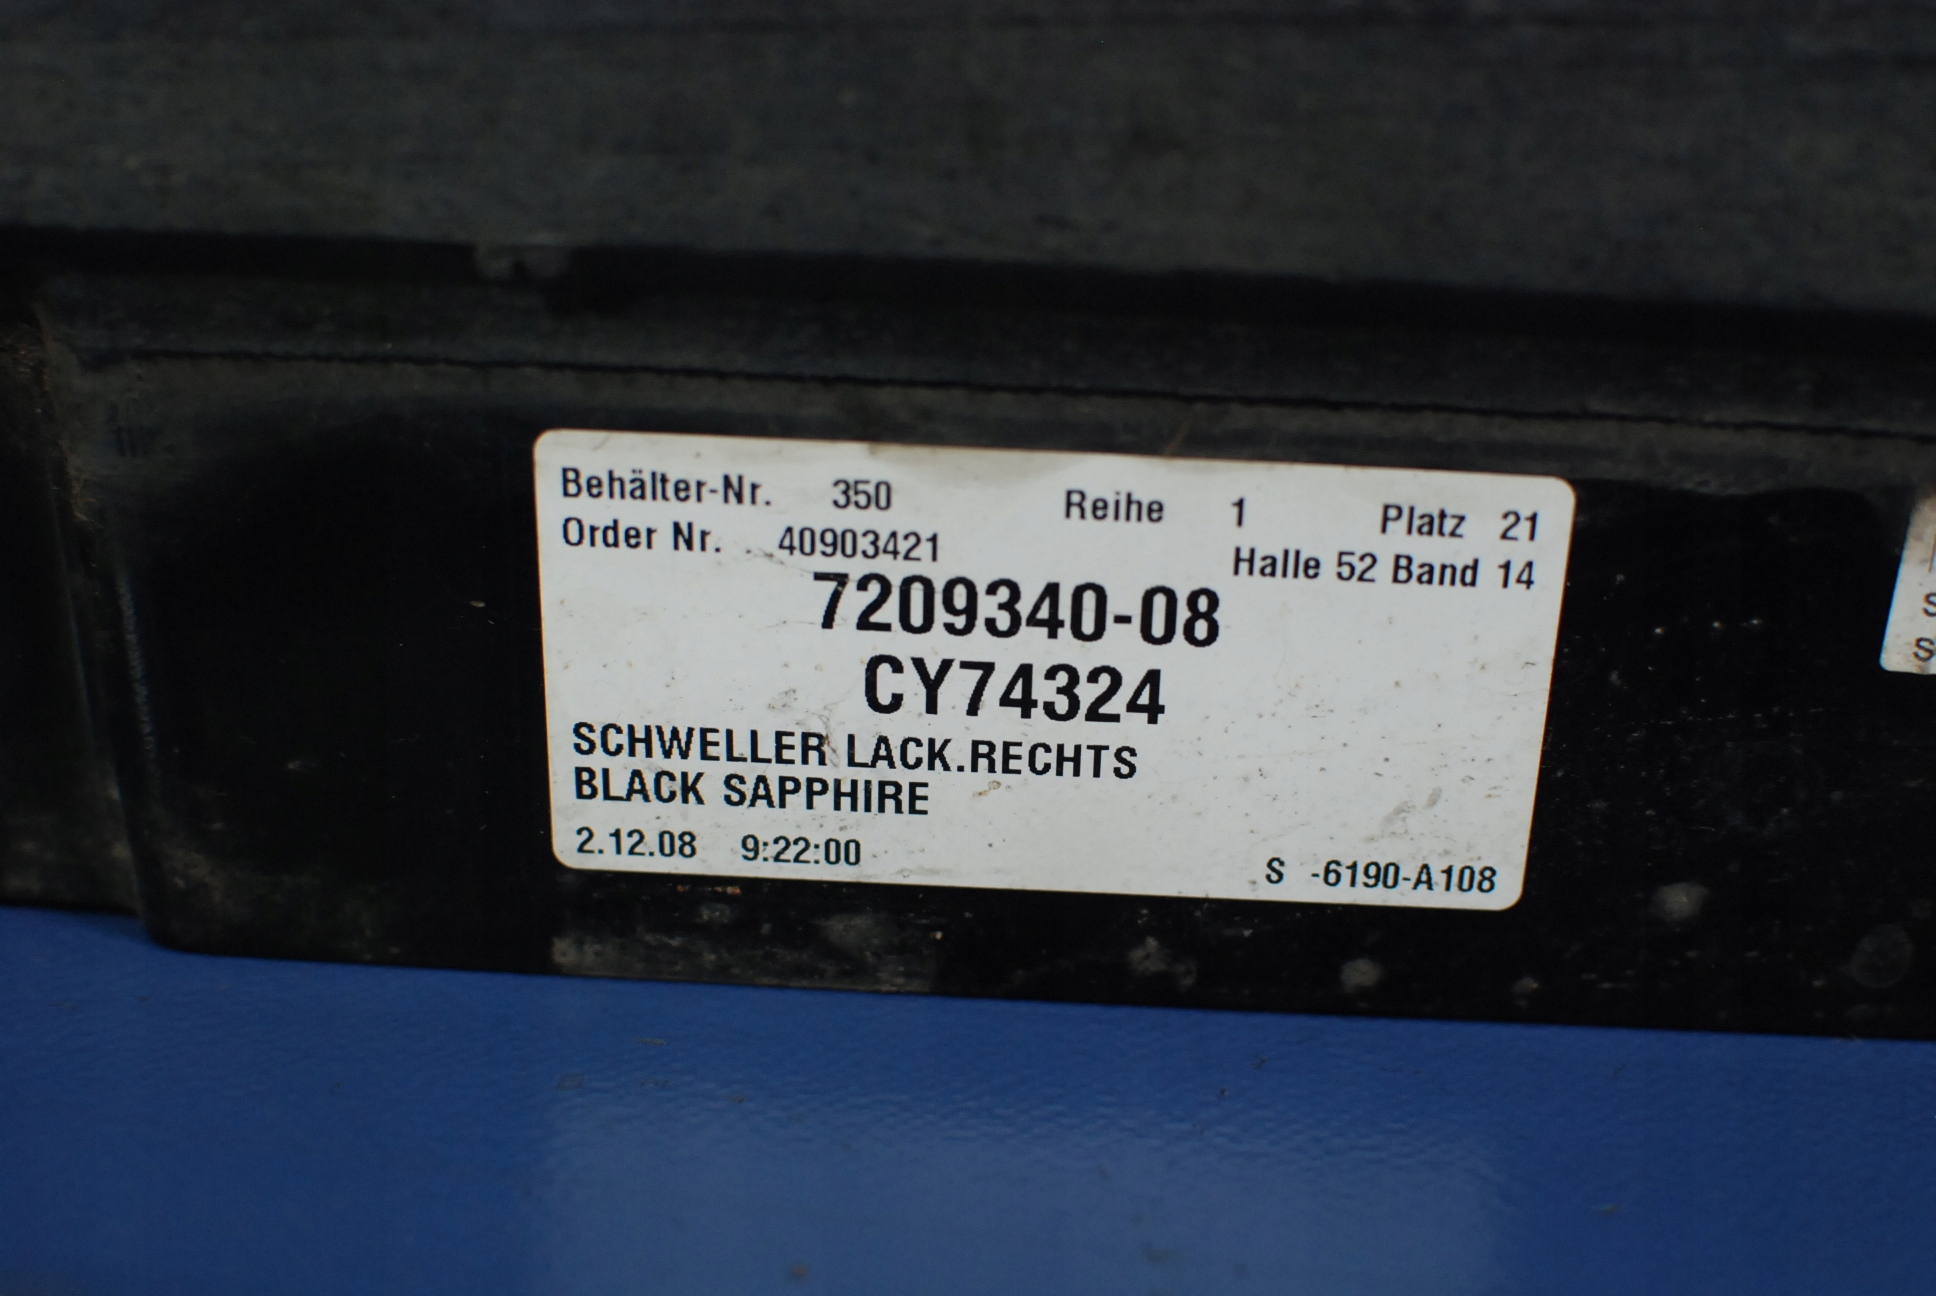 Behälter-Nr. 350 Reihe 1 Platz 21
Order Nr. 40903421 Halle 52 Band 14
7209340-08
CY74324
SCHWELLER LACK.RECHTS
BLACK SAPPHIRE
2.12.08 9:22:00 S -6190-A108